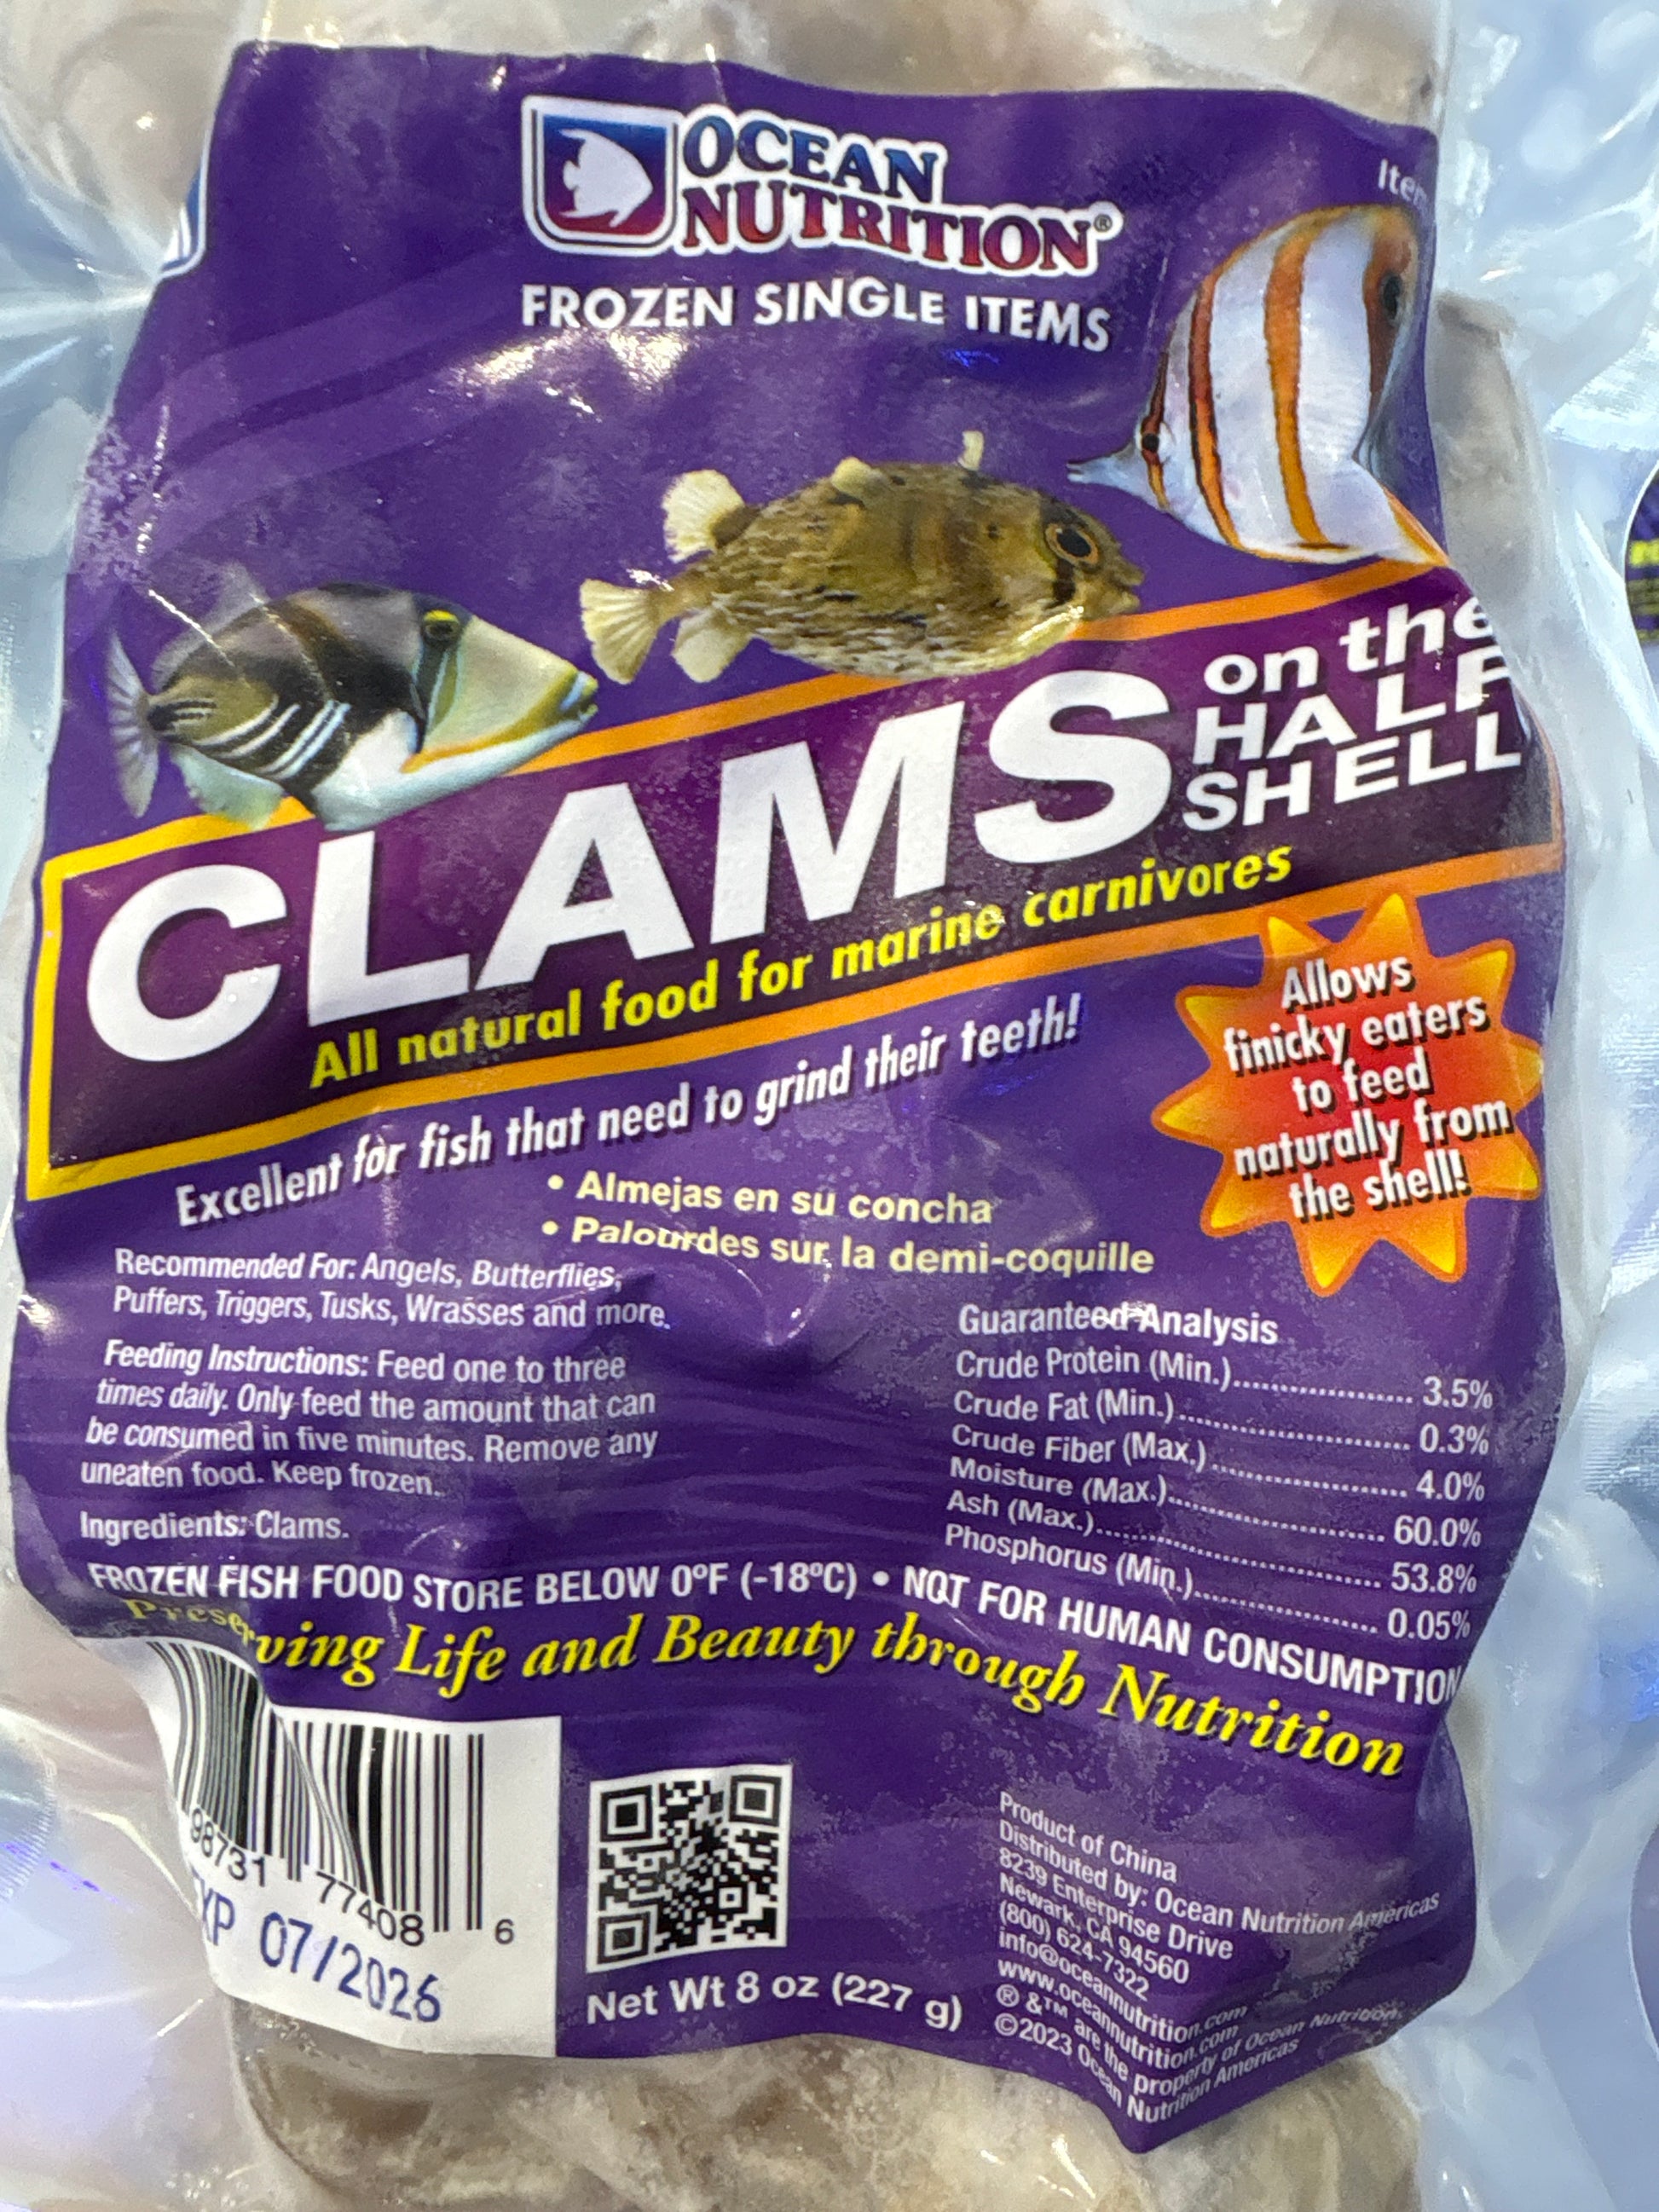 OCEAN
NUTRITION®
FROZEN SINGLE ITEMS
CLAMS
on the
HALF
SHELL
All natural food for marine carnivores
Excellent for fish that need to grind their teeth!
Allows
finicky eaters
to feed
naturally from
the shell!
• Almejas en su concha
• Palourdes sur la demi-coquille
Recommended For: Angels, Butterflies,
Puffers, Triggers, Tusks, Wrasses and more.
Feeding Instructions: Feed one to three
times daily. Only feed the amount that can
be consumed in five minutes. Remove any
uneaten food. Keep frozen.
Ingredients: Clams.
Guaranteed Analysis
Crude Protein (Min.)................. 3.5%
Crude Fat (Min.)................. 0.3%
Crude Fiber (Max.)................. 4.0%
Moisture (Max.)................. 60.0%
Ash (Max.)................. 53.8%
Phosphorus (Min.)................. 0.05%
FROZEN FISH FOOD STORE BELOW 0ºF (-18ºC) • NOT FOR HUMAN CONSUMPTION
Preserving Life and Beauty through Nutrition
98731 77408 6
EXP 07/2026
Net Wt 8 oz (227 g)
Product of China
Distributed by: Ocean Nutrition Americas
8239 Enterprise Drive
Newark, CA 94560
(800) 624-7322
info@oceannutrition.com
www.oceannutrition.com
® &™ are the property of Ocean Nutrition
©2023 Ocean Nutrition Americas